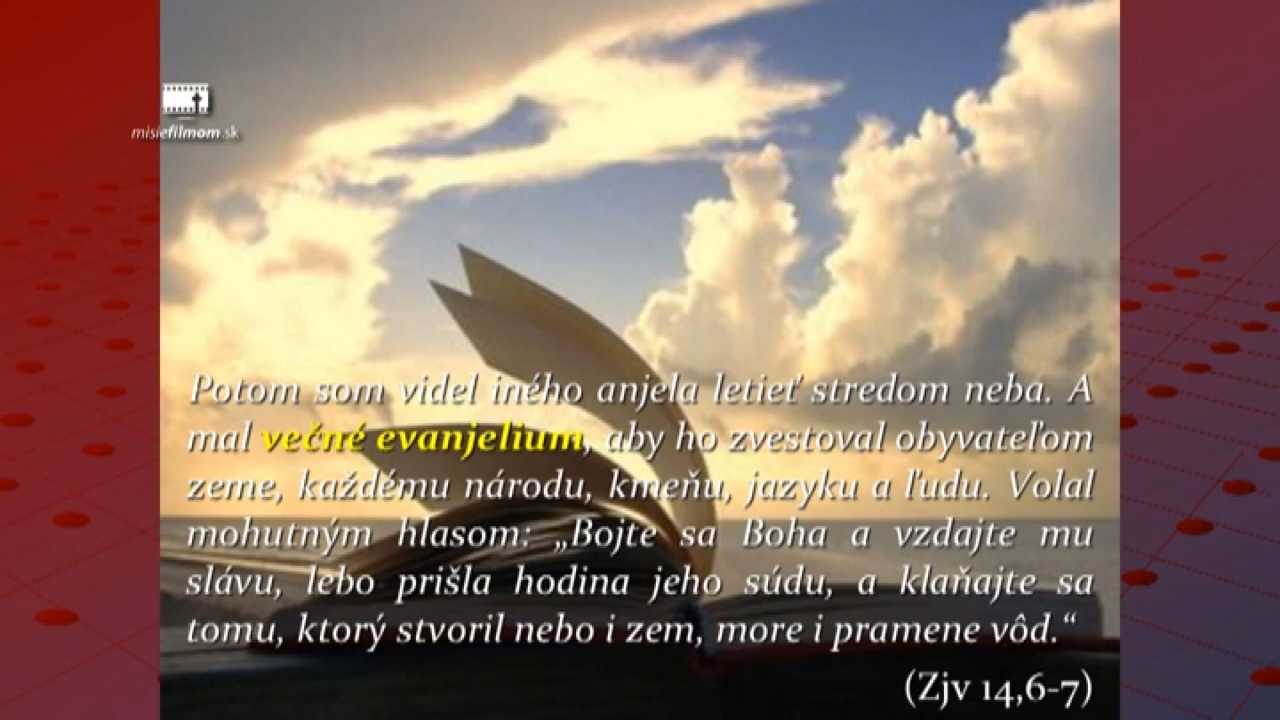 misiefilmom.sk
Potom som videl iného anjela letieť stredom neba. A
mal večné evanjelium, aby ho zvestoval obyvateľom
zeme, každému národu, kmeňu, jazyku a ľudu. Volal
mohutným hlasom: „Bojte sa Boha a vzdajte mu
slávu, lebo prišla hodina jeho súdu, a klaňajte sa
tomu, ktorý stvoril nebo i zem, more i pramene vôd.“
(Zjv 14,6-7)